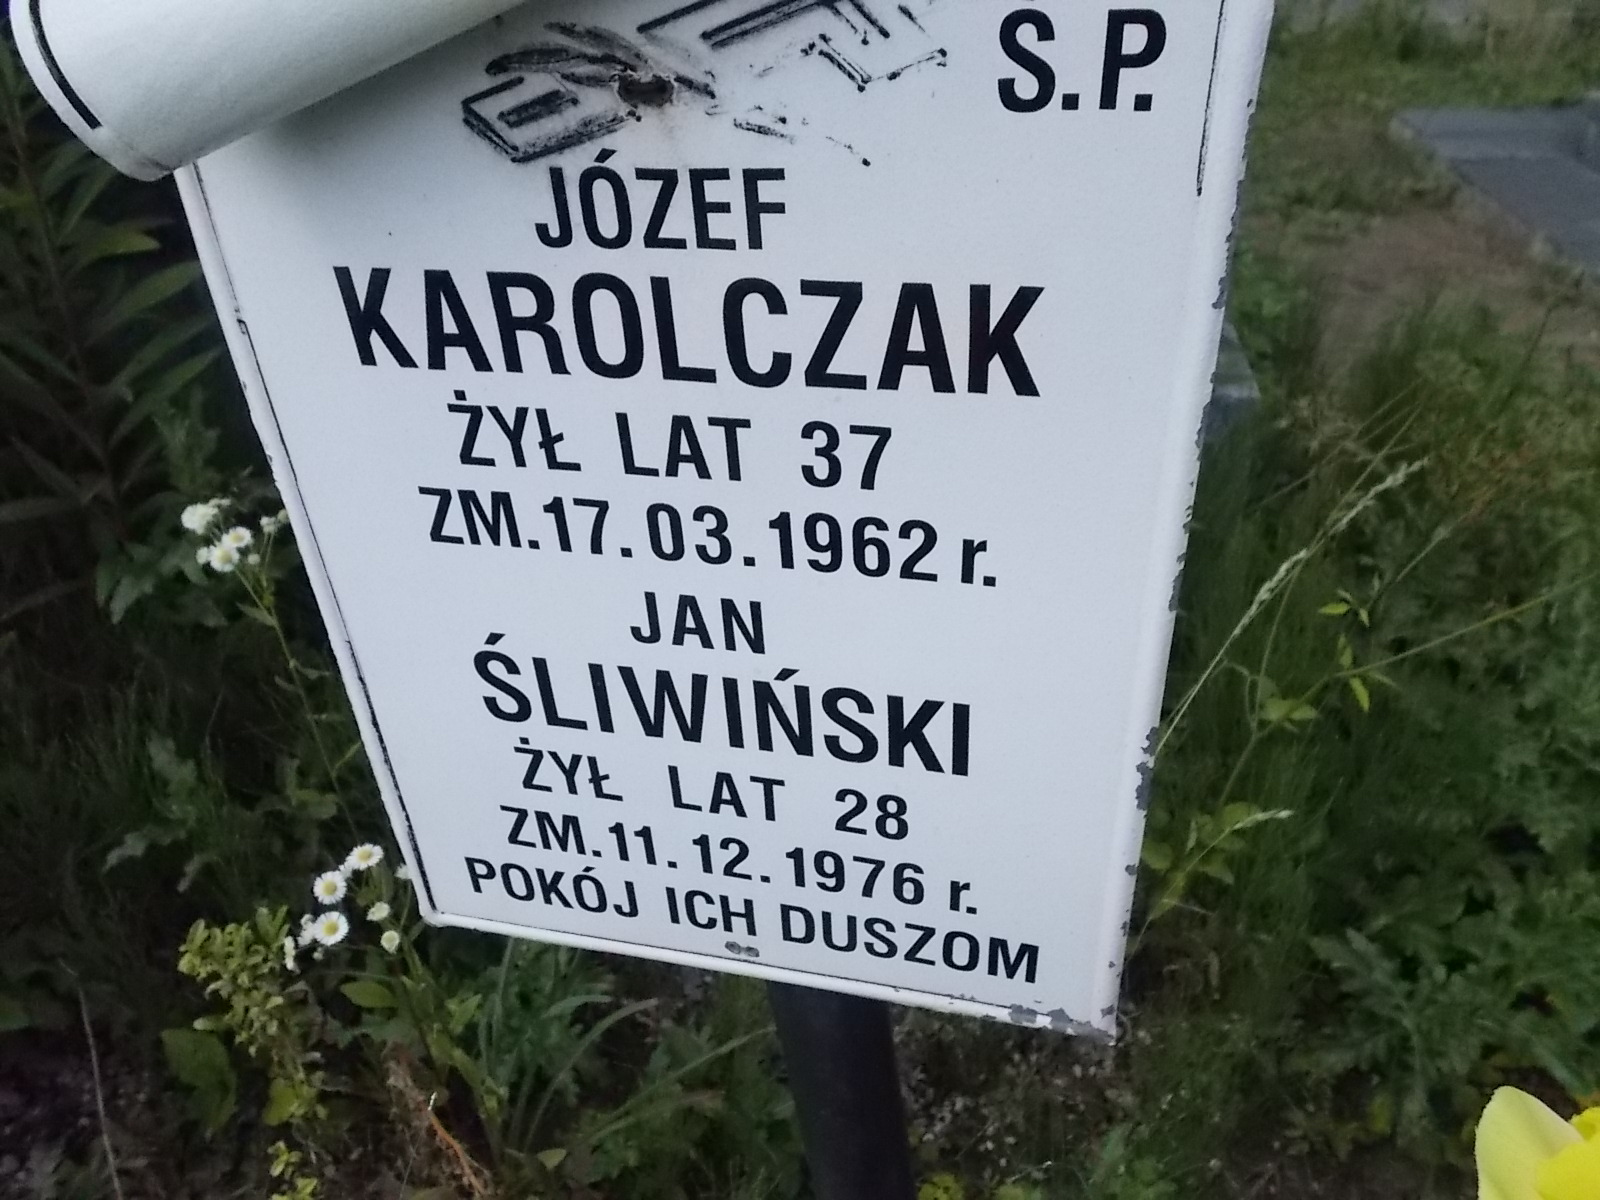 Ś.P.
JÓZEF
KAROLCZAK
ŻYŁ LAT 37
ZM. 17. 03. 1962 r.
JAN
ŚLIWIŃSKI
ŻYŁ LAT 28
ZM. 11. 12. 1976 r.
POKÓJ ICH DUSZOM